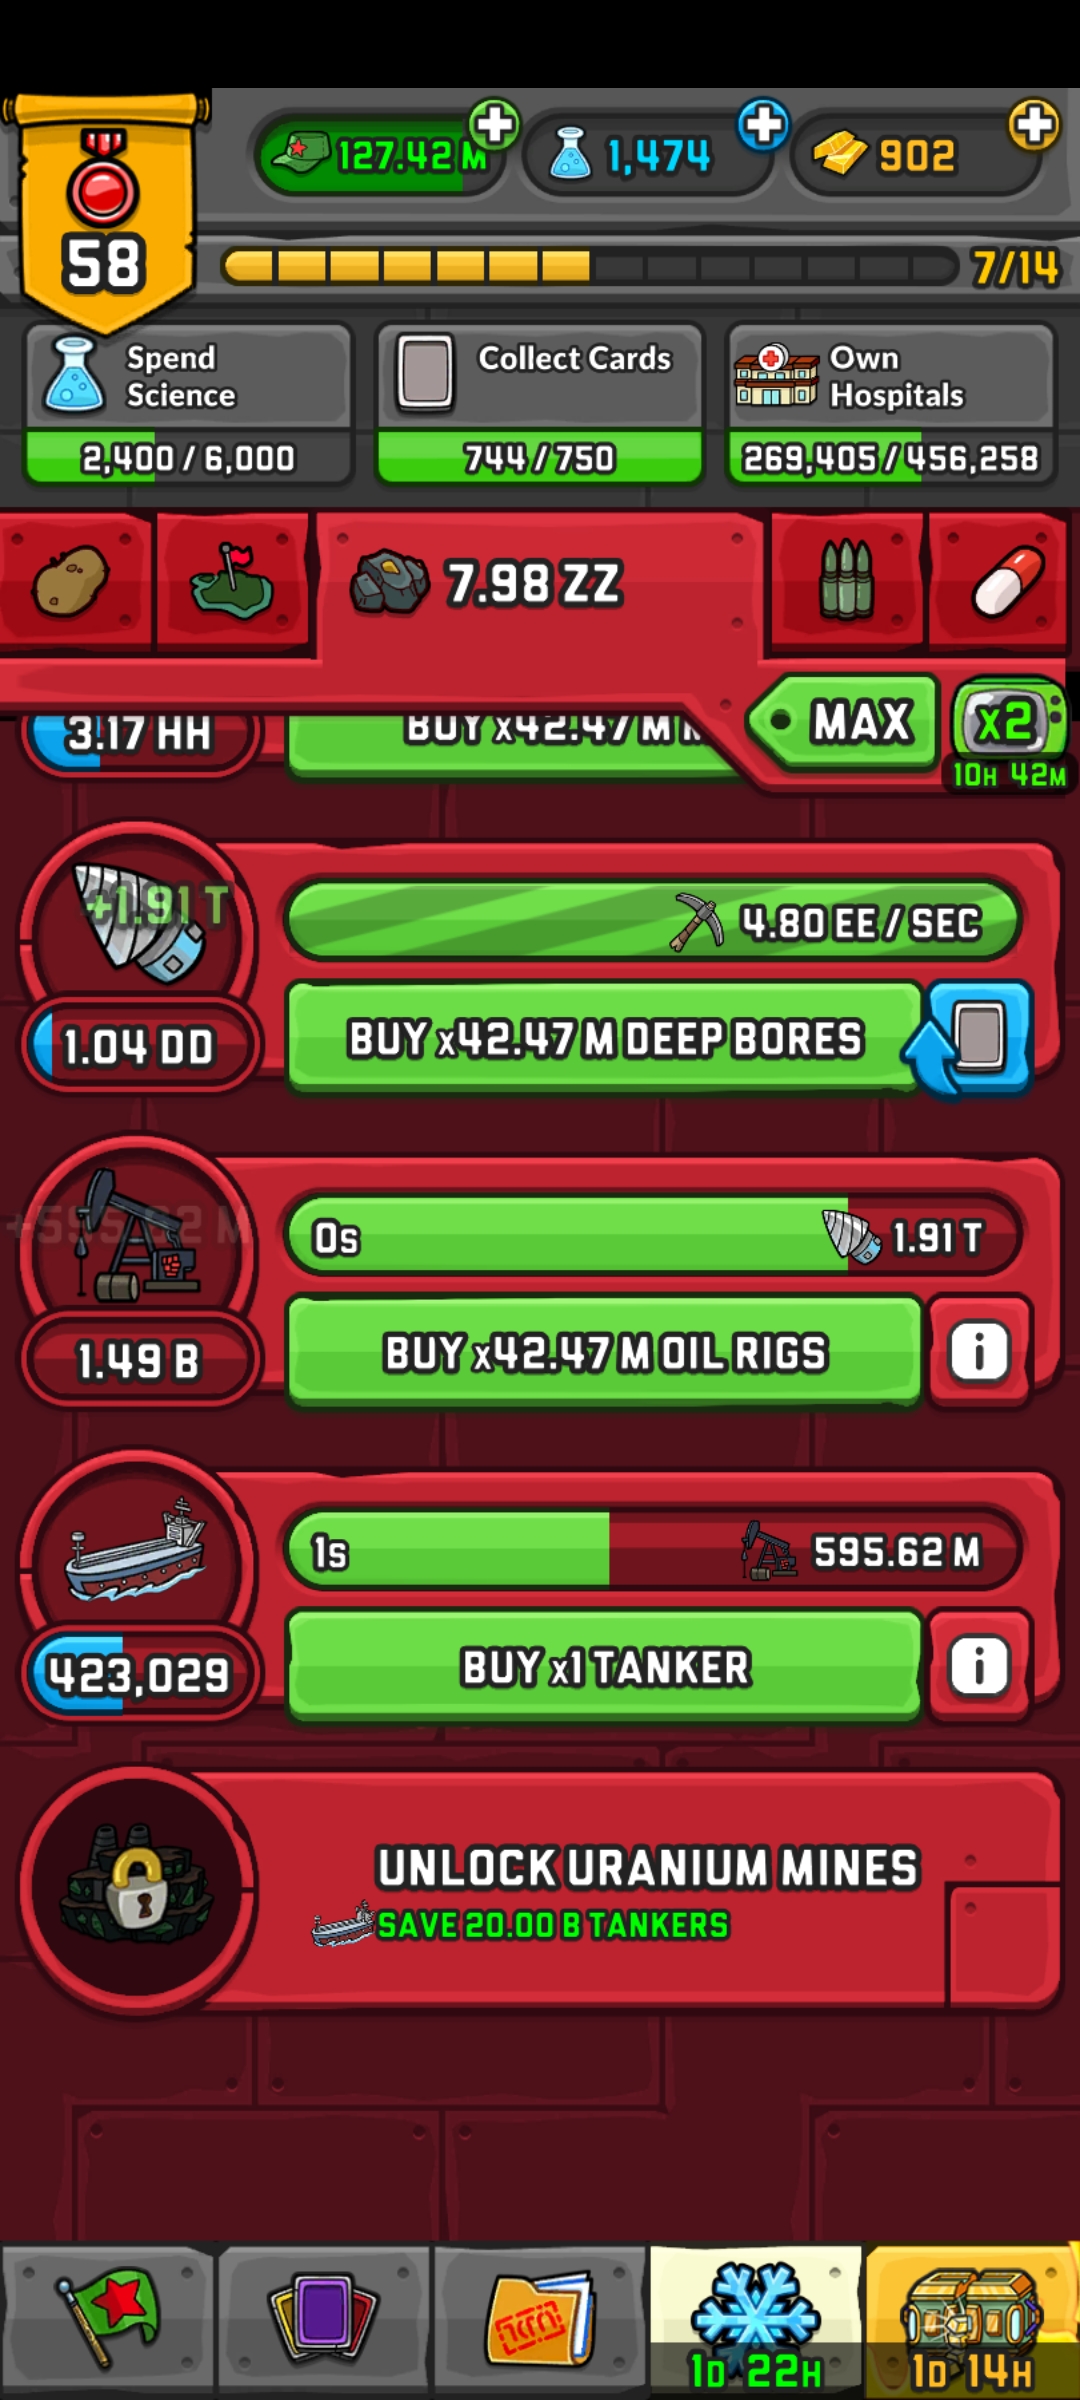 58
127.42 M
1,474
902
7/14
Spend
Science
2,400 / 6,000
Collect Cards
744 / 750
Own
Hospitals
269,405 / 456,258
7.98 ZZ
MAX
x2
10H 42M
3.17 HH
BUY x42.47 M
+1.91 T
4.80 EE / SEC
1.04 DD
BUY x42.47 M DEEP BORES
+595.62 M
0s
1.91 T
1.49 B
BUY x42.47 M OIL RIGS
i
1s
595.62 M
423,029
BUY x1 TANKER
i
UNLOCK URANIUM MINES
SAVE 20.00 B TANKERS
1D 22H
1D 14H